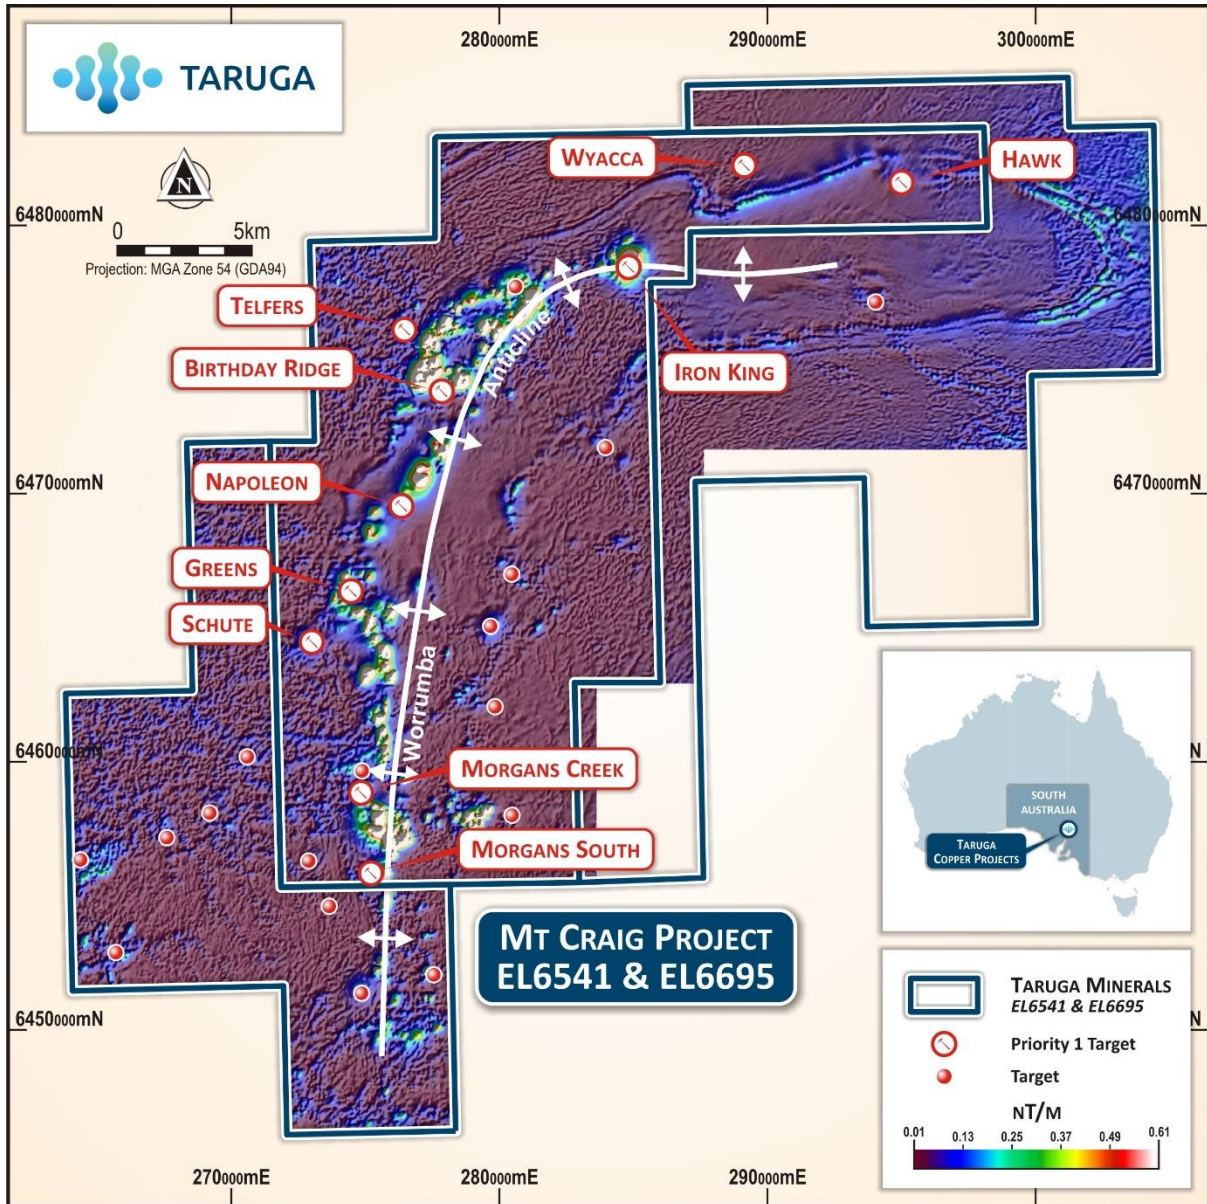 TARUGA
280000mE
290000mE
300000mE
N
6480000mN
0 5km
Projection: MGA Zone 54 (GDA94)
WYACCA
HAWK
6480000mN
TELFERS
BIRTHDAY RIDGE
IRON KING
Anticline
NAPOLEON
6470000mN
6470000mN
GREENS
SCHUTE
Worrumba
6460000mN
MORGANS CREEK
MORGANS SOUTH
MT CRAIG PROJECT
EL6541 & EL6695
SOUTH
AUSTRALIA
TARUGA
COPPER PROJECTS
6450000mN
N
TARUGA MINERALS
EL6541 & EL6695
Priority 1 Target
Target
NT/M
0.01 0.13 0.25 0.37 0.49 0.61
270000mE
280000mE
290000mE